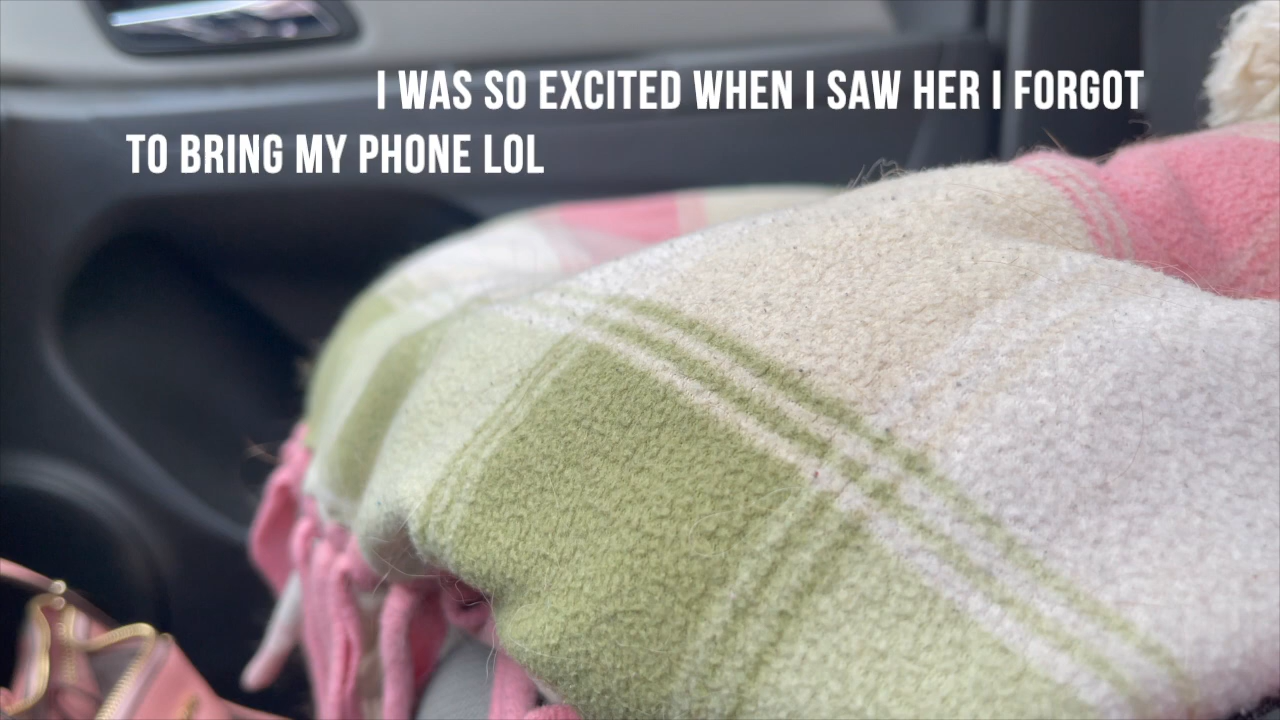 I WAS SO EXCITED WHEN I SAW HER I FORGOT
TO BRING MY PHONE LOL